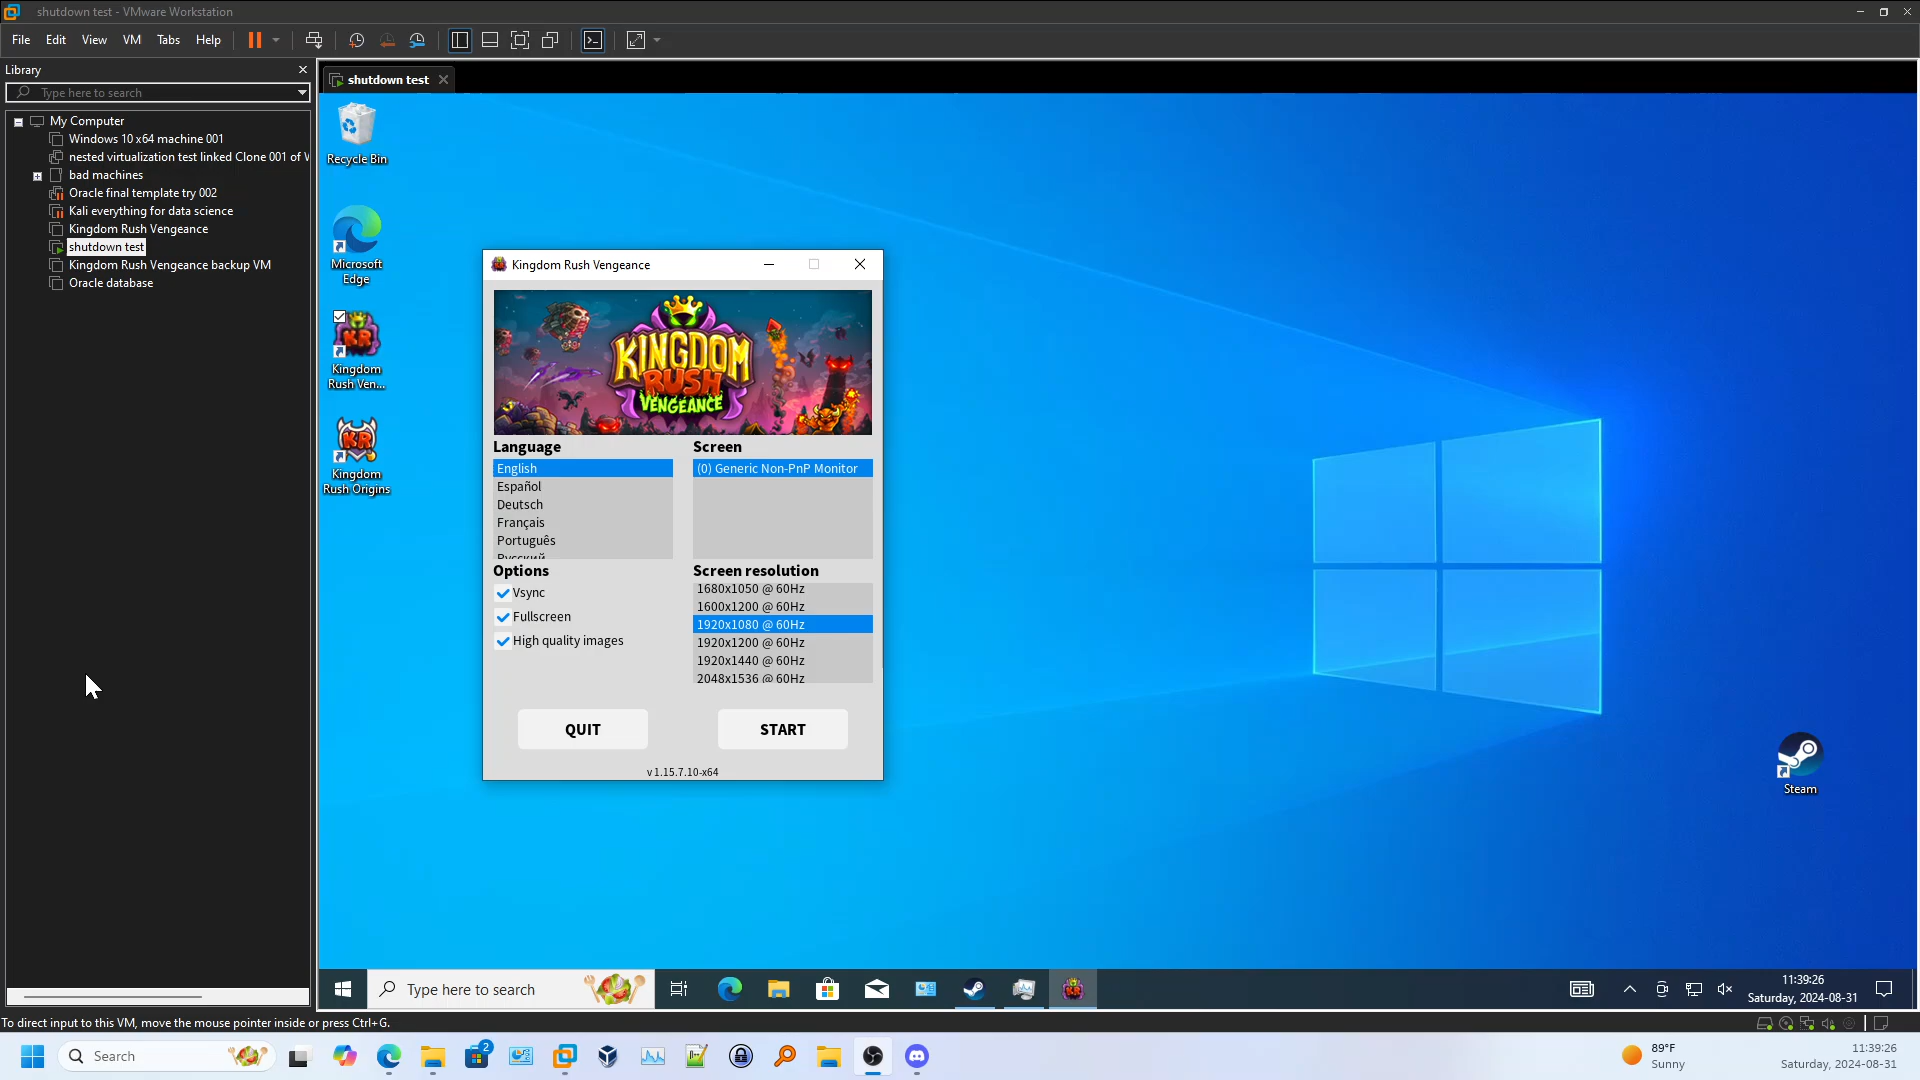 shutdown test - VMware Workstation
File Edit View VM Tabs Help
Library
Type here to search
My Computer
Windows 10 x64 machine 001
nested virtualization test linked Clone 001 of
bad machines
Oracle final template try 002
Kali everything for data science
Kingdom Rush Vengeance
shutdown test
Kingdom Rush Vengeance backup VM
Oracle database
shutdown test
Recycle Bin
Microsoft
Edge
Kingdom
Rush Ven...
Kingdom
Rush Origins
Kingdom Rush Vengeance
KINGDOM
RUSH
VENGEANCE
Language
English
Español
Deutsch
Français
Português
Русский
Screen
(0) Generic Non-PnP Monitor
Options
Vsync
Fullscreen
High quality images
Screen resolution
1680x1050 @ 60Hz
1600x1200 @ 60Hz
1920x1080 @ 60Hz
1920x1200 @ 60Hz
1920x1440 @ 60Hz
2048x1536 @ 60Hz
QUIT
START
v 1.15.7.10-x64
Steam
Type here to search
11:39:26
Saturday, 2024-08-31
To direct input to this VM, move the mouse pointer inside or press Ctrl+G.
Search
2
89°F
Sunny
11:39:26
Saturday, 2024-08-31